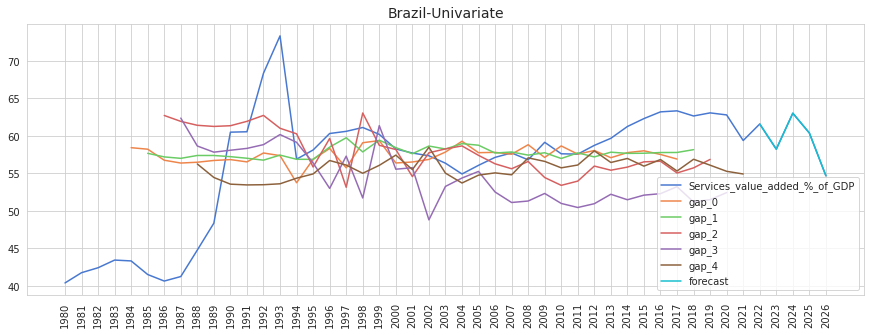 Brazil-Univariate
70
65
60
55
50
45
40
Services_value_added_%_of_GDP
gap_0
gap_1
gap_2
gap_3
gap_4
forecast
1980 1981 1982 1983 1984 1985 1986 1987 1988 1989 1990 1991 1992 1993 1994 1995 1996 1997 1998 1999 2000 2001 2002 2003 2004 2005 2006 2007 2008 2009 2010 2011 2012 2013 2014 2015 2016 2017 2018 2019 2020 2021 2022 2023 2024 2025 2026